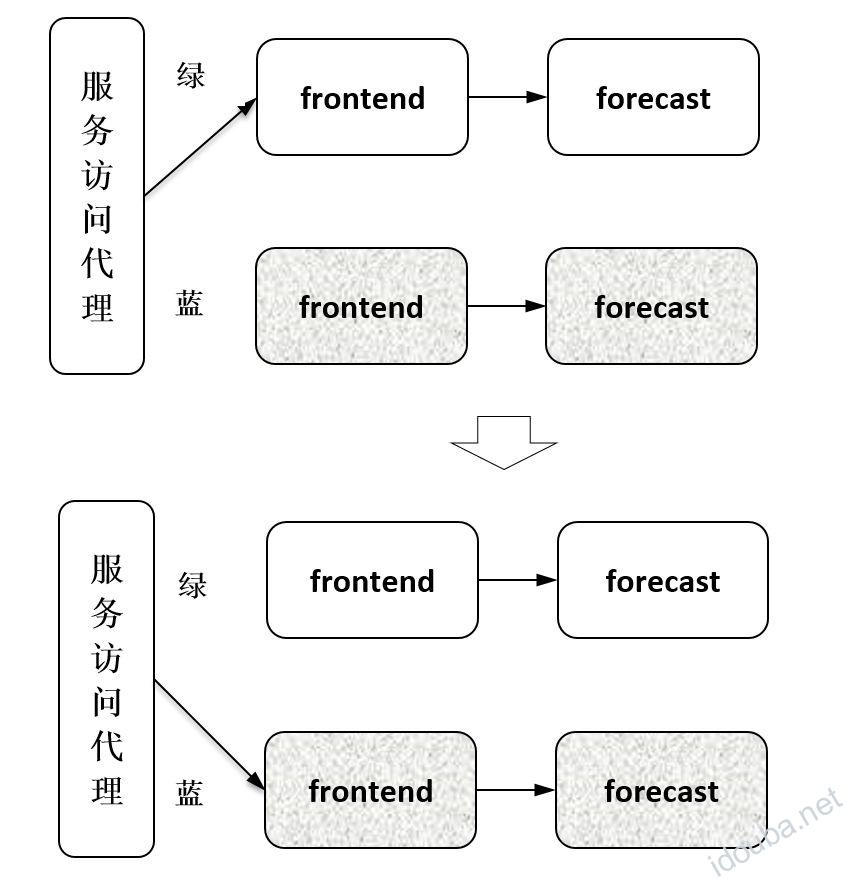 服务访问代理
绿
frontend
forecast
蓝
frontend
forecast
服务访问代理
绿
frontend
forecast
蓝
frontend
forecast
idouba.net